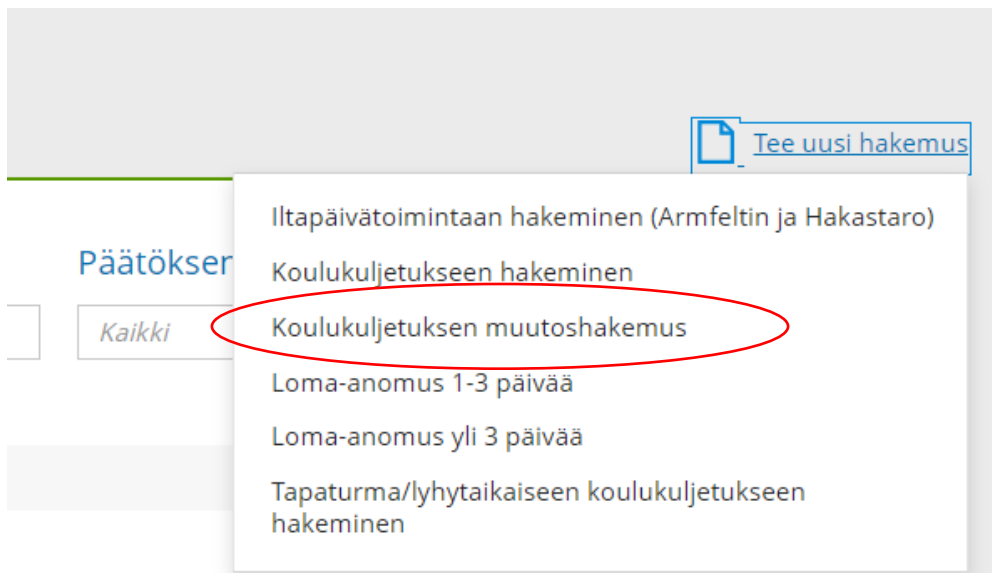 Tee uusi hakemus
Iltapäivätoimintaan hakeminen (Armfeltin ja Hakastaro)
Päätökser
Koulukuljetukseen hakeminen
Kaikki
Koulukuljetuksen muutoshakemus
Loma-anomus 1-3 päivää
Loma-anomus yli 3 päivää
Tapaturma/lyhytaikaiseen koulukuljetukseen
hakeminen